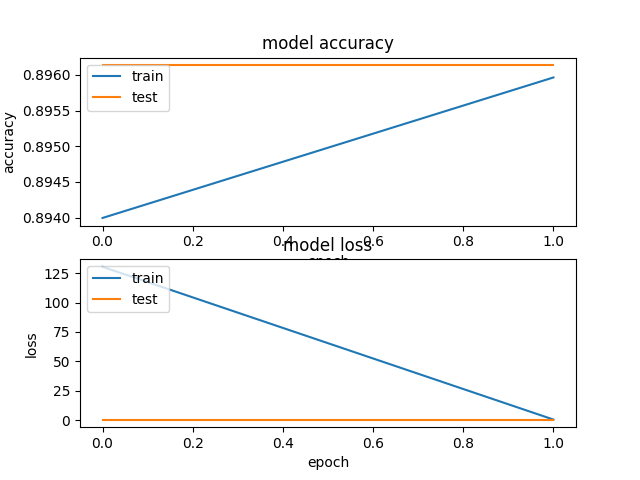 model accuracy
accuracy
0.8960
0.8955
0.8950
0.8945
0.8940
train
test
0.0 0.2 0.4 0.6 0.8 1.0
epoch
model loss
loss
125
100
75
50
25
0
train
test
0.0 0.2 0.4 0.6 0.8 1.0
epoch